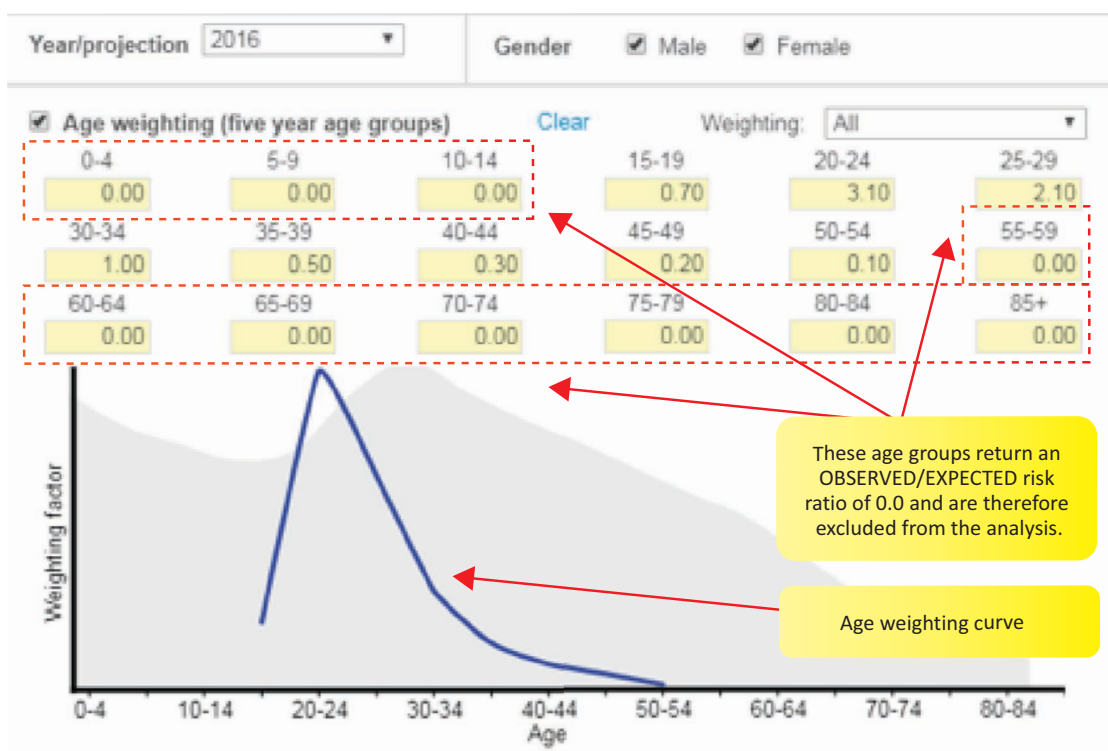 Year/projection 2016 Gender Male Female
Age weighting (five year age groups) Clear Weighting: All
0-4 5-9 10-14 15-19 20-24 25-29
0.00 0.00 0.00 0.70 3.10 2.10
30-34 35-39 40-44 45-49 50-54 55-59
1.00 0.50 0.30 0.20 0.10 0.00
60-64 65-69 70-74 75-79 80-84 85+
0.00 0.00 0.00 0.00 0.00 0.00
These age groups return an
OBSERVED/EXPECTED risk
ratio of 0.0 and are therefore
excluded from the analysis.
Age weighting curve
Weighting factor
0-4 10-14 20-24 30-34 40-44 50-54 60-64 70-74 80-84
Age